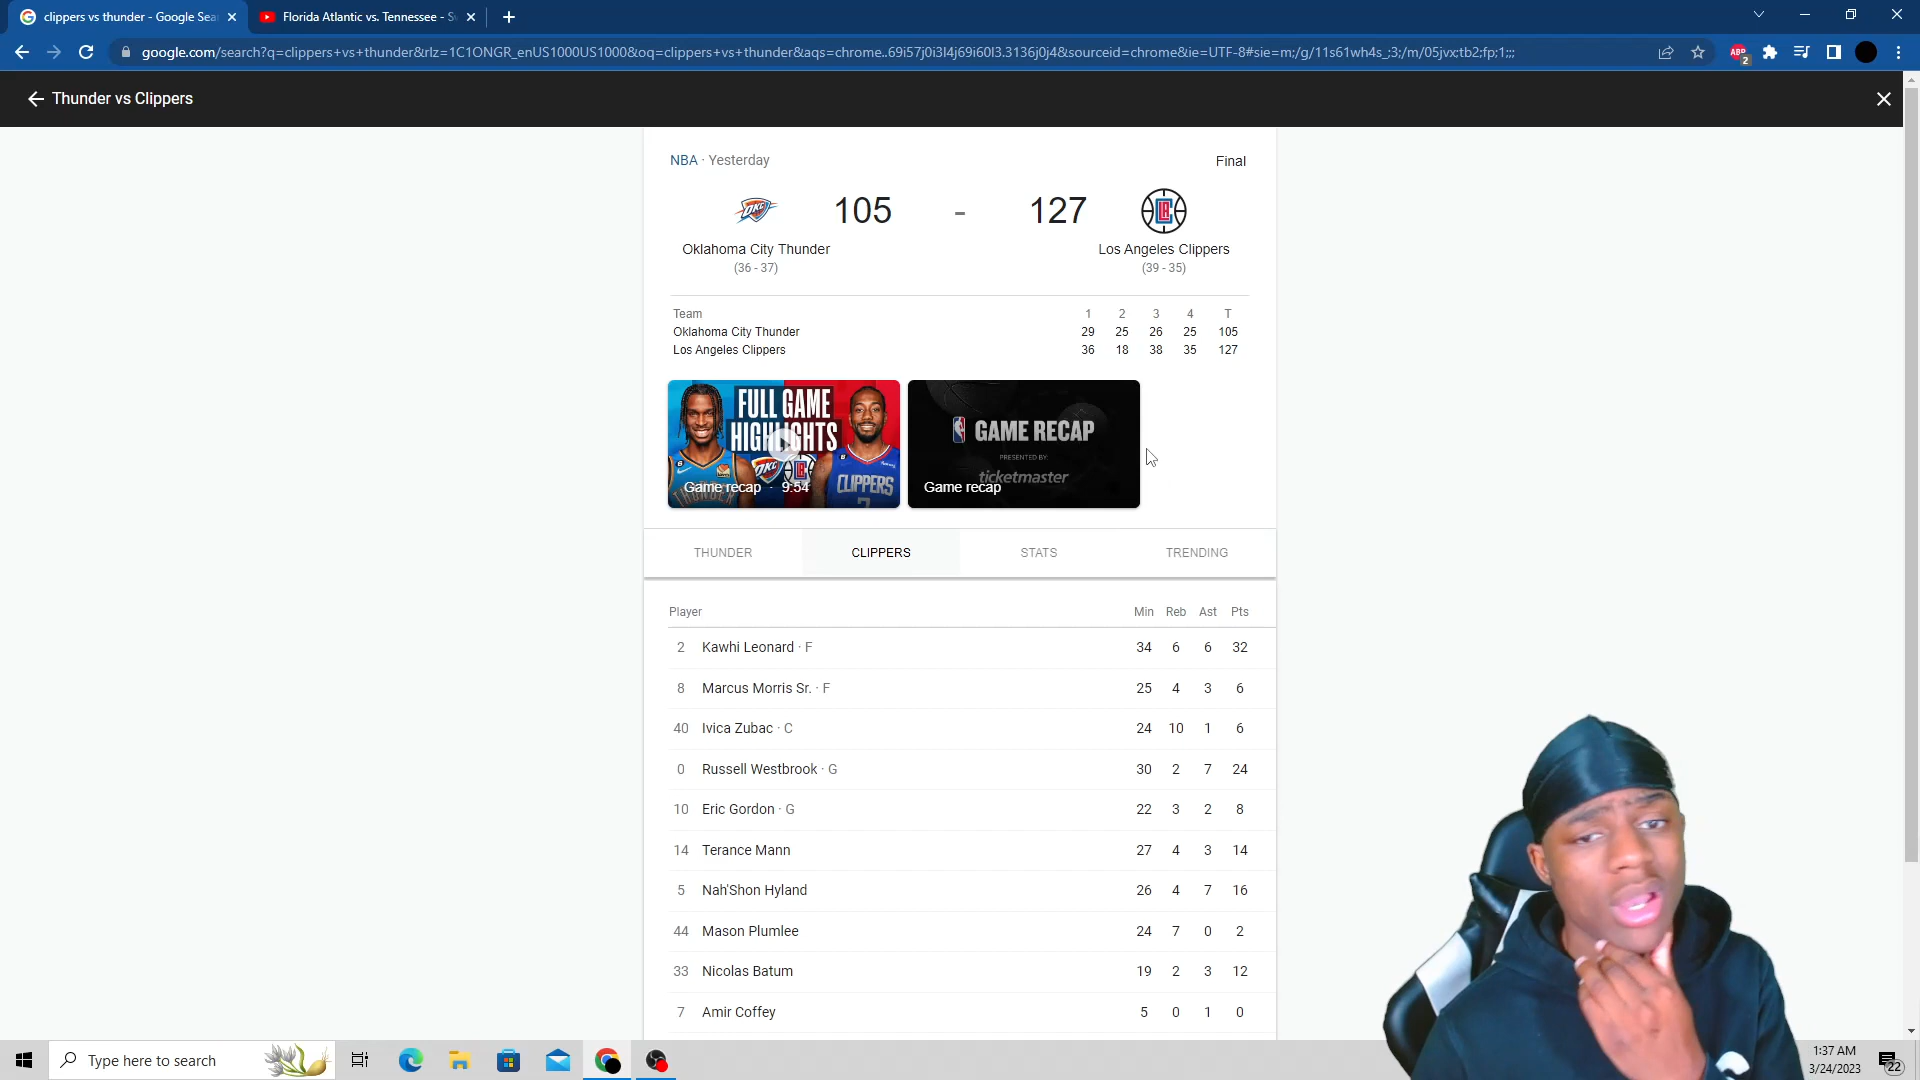 clippers vs thunder - Google Sea
Florida Atlantic vs. Tennessee - S
google.com/search?q=clippers+vs+thunder&rlz=1C1ONGR_enUS1000US1000&oq=clippers+vs+thunder&aqs=chrome..69i57j0i3l4j69i60l3.3136j0j4&sourceid=chrome&ie=UTF-8#sie=m;/g/11s61wh4s_;3;/m/05jvx;tb2;fp;1;;;
ABP
2
Thunder vs Clippers
NBA · Yesterday
Final
OKC 105 - 127 LAC
Oklahoma City Thunder
(36 - 37)
Los Angeles Clippers
(39 - 35)
Team 1 2 3 4 T
Oklahoma City Thunder 29 25 26 25 105
Los Angeles Clippers 36 18 38 35 127
FULL GAME
HIGHLIGHTS
OKC
THUNDER
CLIPPERS
Game recap · 9:54
GAME RECAP
PRESENTED BY:
ticketmaster
Game recap
THUNDER CLIPPERS STATS TRENDING
Player Min Reb Ast Pts
2 Kawhi Leonard · F 34 6 6 32
8 Marcus Morris Sr. · F 25 4 3 6
40 Ivica Zubac · C 24 10 1 6
0 Russell Westbrook · G 30 2 7 24
10 Eric Gordon · G 22 3 2 8
14 Terance Mann 27 4 3 14
5 Nah'Shon Hyland 26 4 7 16
44 Mason Plumlee 24 7 0 2
33 Nicolas Batum 19 2 3 12
7 Amir Coffey 5 0 1 0
Type here to search
1:37 AM
3/24/2023
22